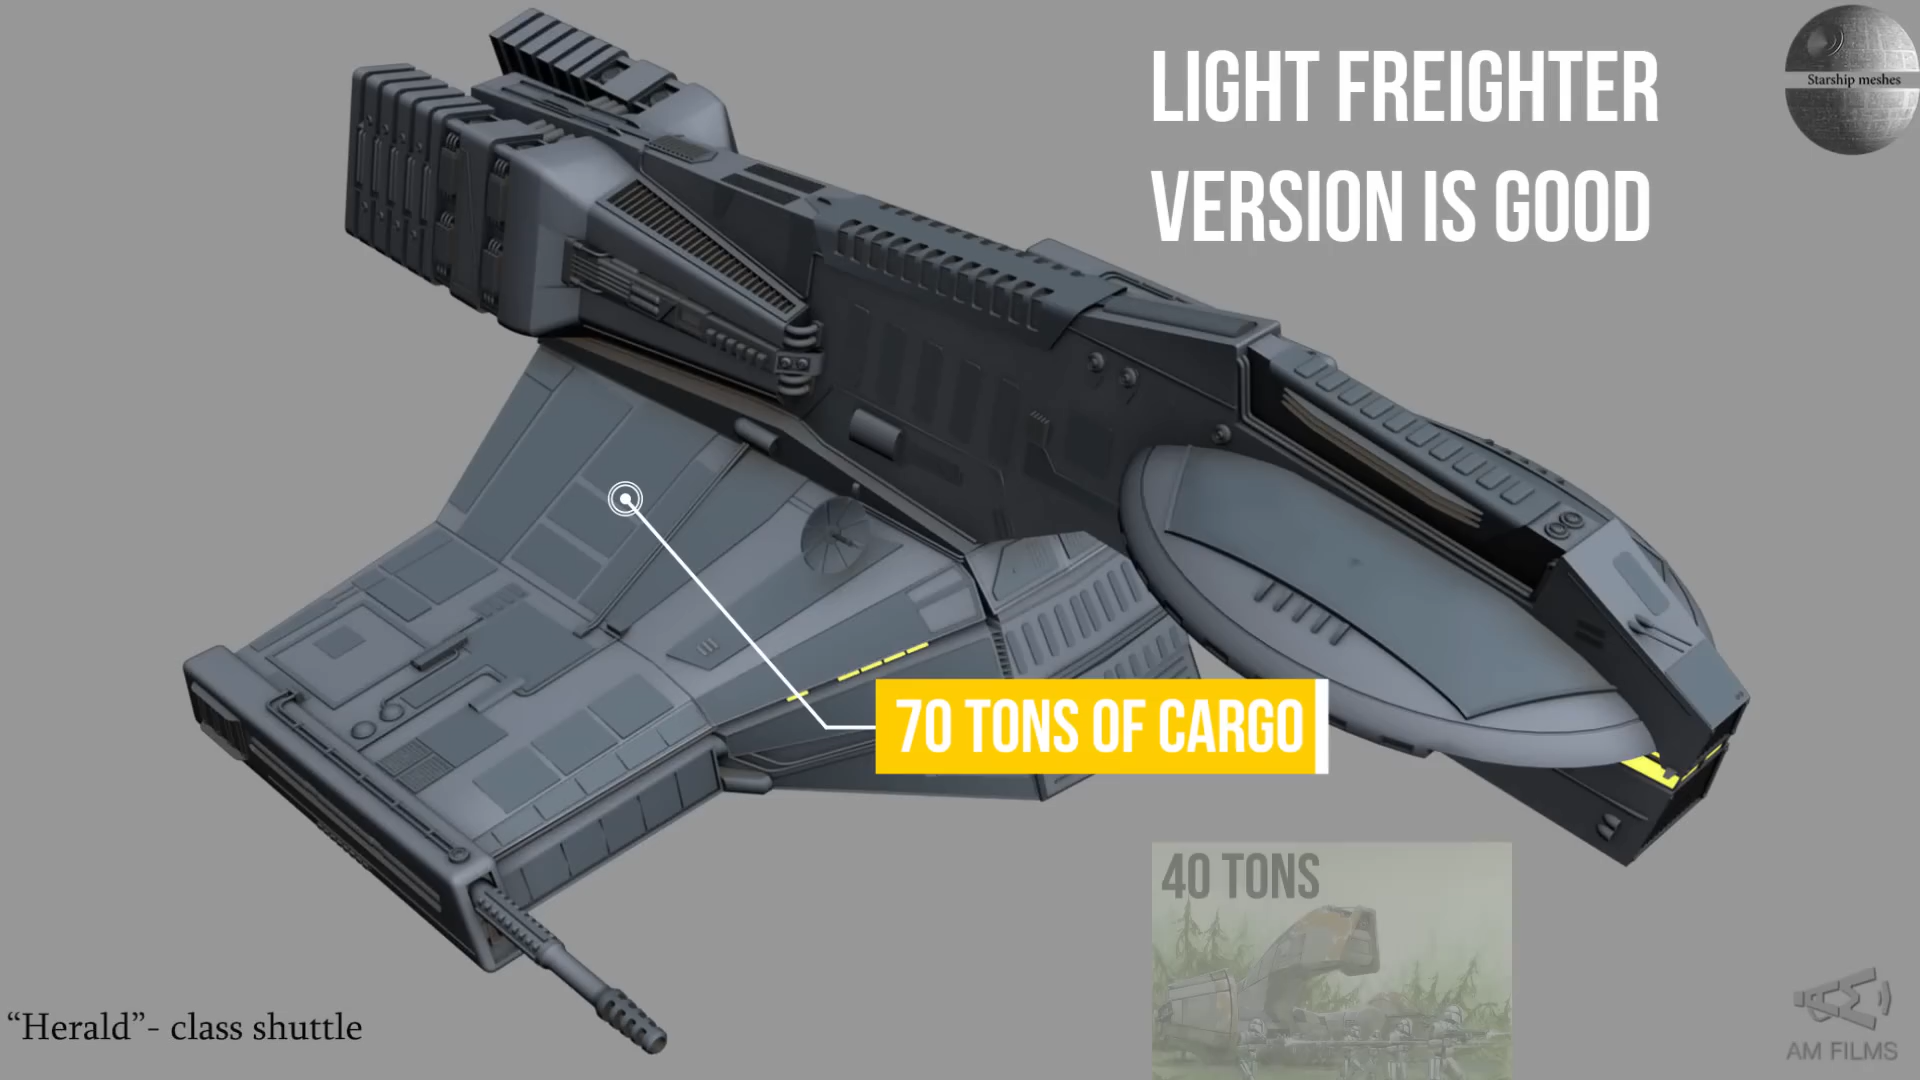 LIGHT FREIGHTER
VERSION IS GOOD
Starship meshes
70 TONS OF CARGO
40 TONS
“Herald”- class shuttle
AM FILMS